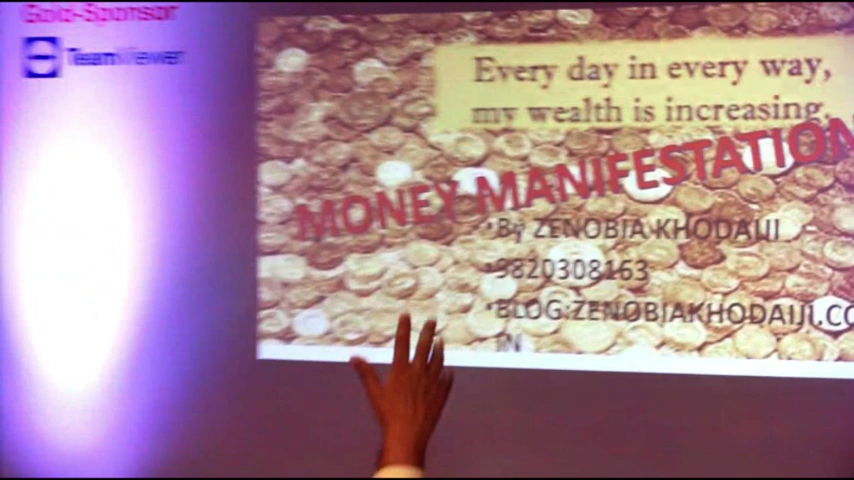 Gold-Sponsor
TeamViewer
Every day in every way,
my wealth is increasing.
MONEY MANIFESTATION
•By ZENOBIA KHODAIJI
•9820308163
•BLOG:ZENOBIAKHODAIJI.CO
IN